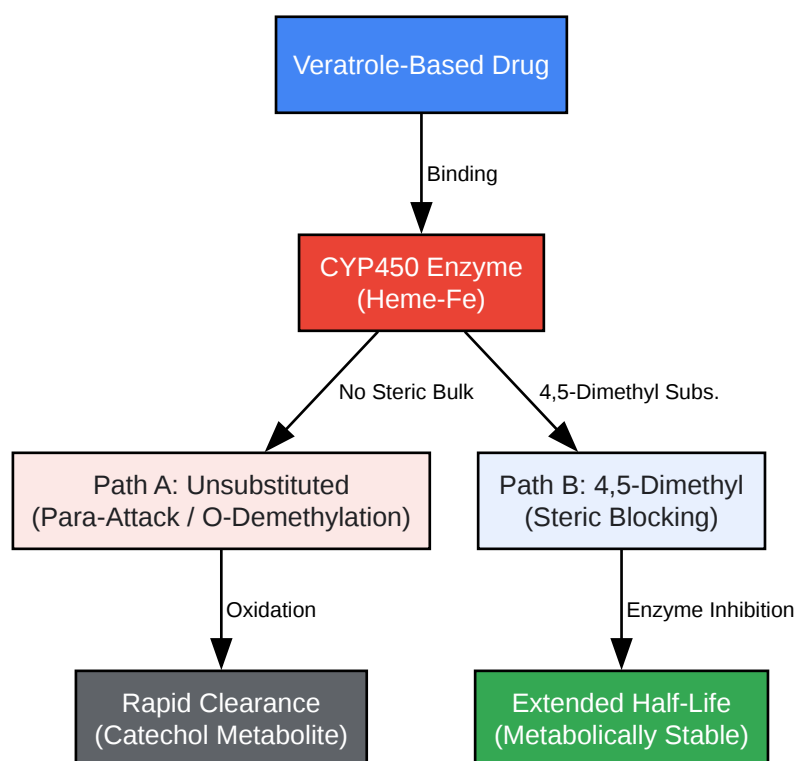 Veratrole-Based Drug
Binding
CYP450 Enzyme
(Heme-Fe)
No Steric Bulk
4,5-Dimethyl Subs.
Path A: Unsubstituted
(Para-Attack / O-Demethylation)
Path B: 4,5-Dimethyl
(Steric Blocking)
Oxidation
Enzyme Inhibition
Rapid Clearance
(Catechol Metabolite)
Extended Half-Life
(Metabolically Stable)